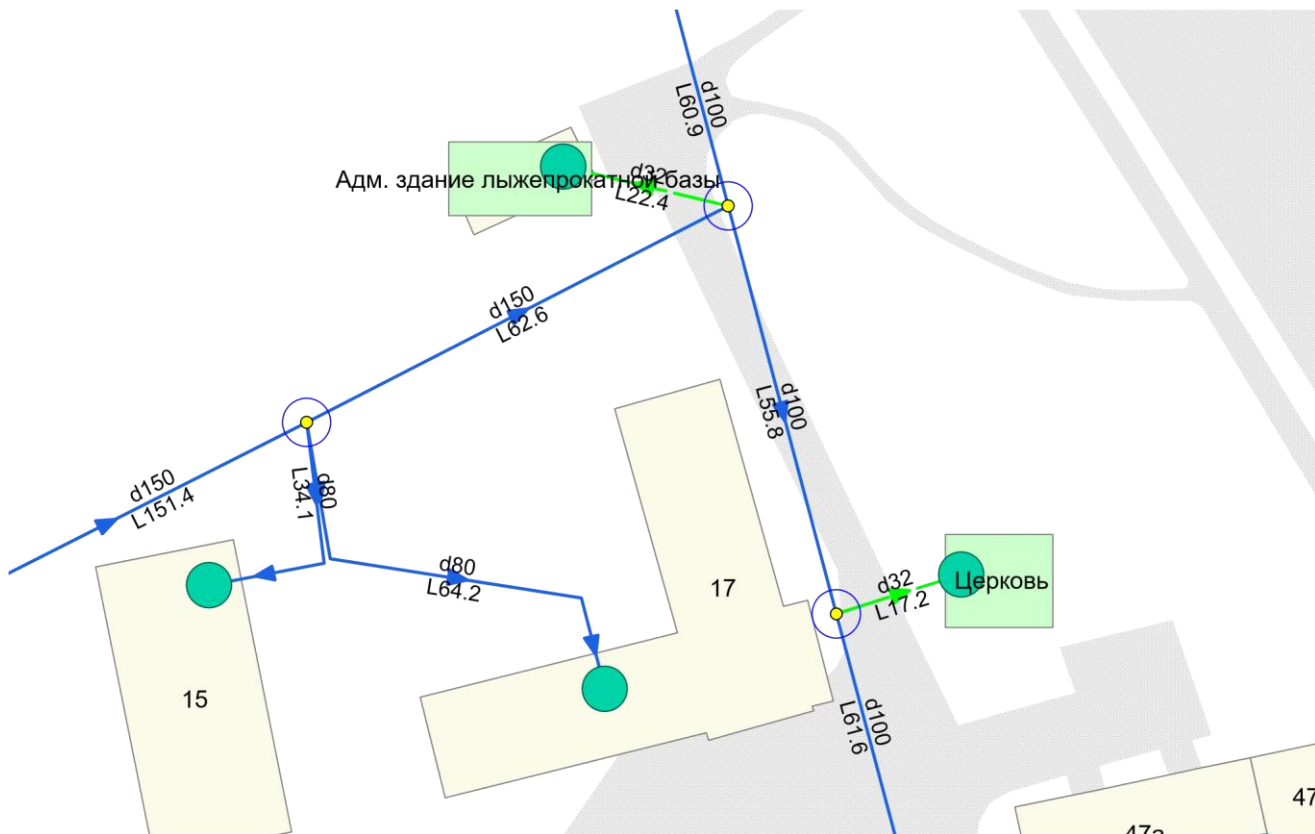 d100
L60.9
Адм. здание лыжепрокатной базы
d32
L22.4
d150
L62.6
d100
L55.8
d150
L151.4
d80
L34.1
d80
L64.2
17
d32
L17.2
Церковь
15
d100
L61.6
47а
47